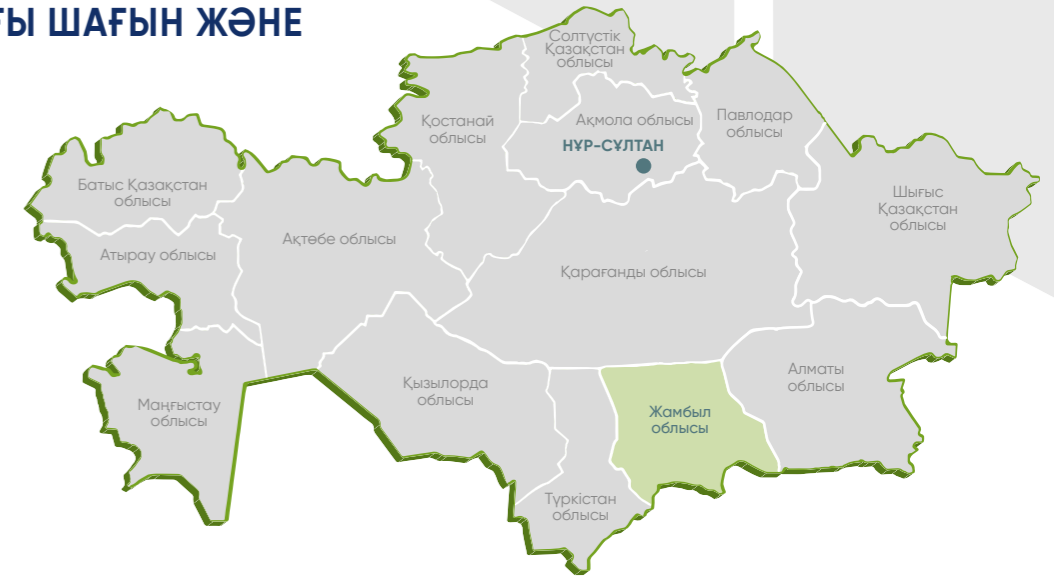 ҒЫ ШАҒЫН ЖӘНЕ
Солтүстік
Қазақстан
облысы
Қостанай
облысы
Ақмола облысы
НҰР-СҰЛТАН
Павлодар
облысы
Батыс Қазақстан
облысы
Шығыс
Қазақстан
облысы
Атырау облысы
Ақтөбе облысы
Қарағанды облысы
Маңғыстау
облысы
Қызылорда
облысы
Жамбыл
облысы
Алматы
облысы
Түркістан
облысы